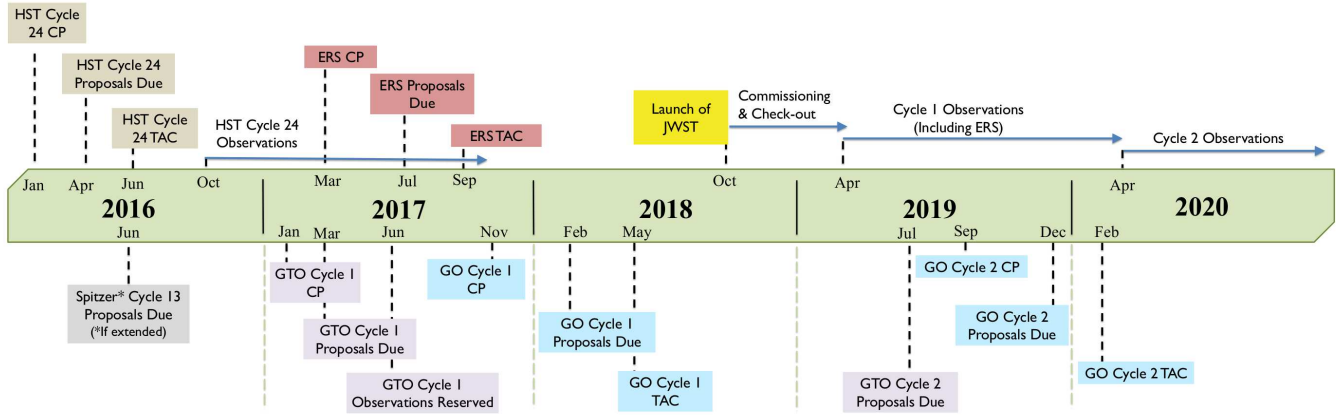 HST Cycle
24 CP
HST Cycle 24
Proposals Due
HST Cycle
24 TAC
HST Cycle 24
Observations
ERS CP
ERS Proposals
Due
ERS TAC
Launch of
JWST
Commissioning
& Check-out
Cycle 1 Observations
(Including ERS)
Cycle 2 Observations
Jan Apr Jun Oct Mar Jul Sep Oct Apr Apr
2016 2017 2018 2019 2020
Jun Jan Mar Jun Nov Feb May Jul Sep Dec Feb
Spitzer* Cycle 13
Proposals Due
(*If extended)
GTO Cycle 1
CP
GTO Cycle 1
Proposals Due
GTO Cycle 1
Observations Reserved
GO Cycle 1
CP
GO Cycle 1
Proposals Due
GO Cycle 1
TAC
GO Cycle 2 CP
GO Cycle 2
Proposals Due
GTO Cycle 2
Proposals Due
GO Cycle 2 TAC